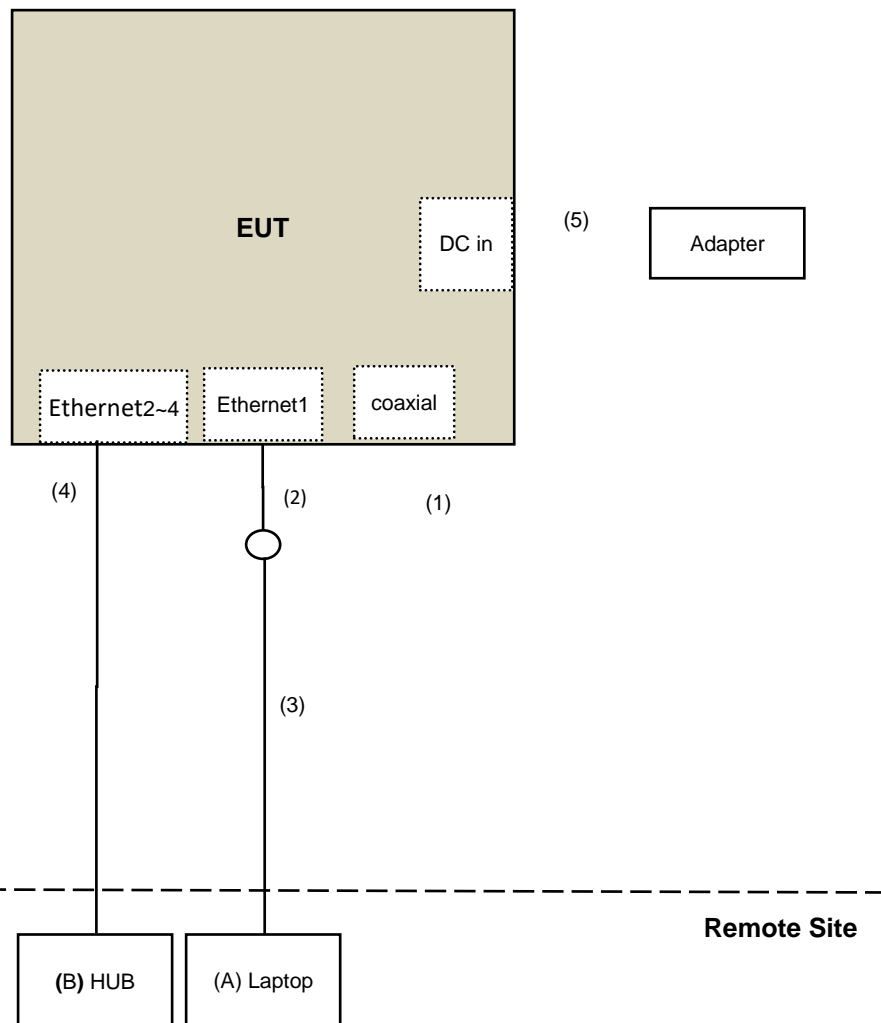 EUT
DC in
(5)
Adapter
Ethernet2~4
Ethernet1
coaxial
(4)
(2)
(1)
(3)
Remote Site
(B) HUB
(A) Laptop